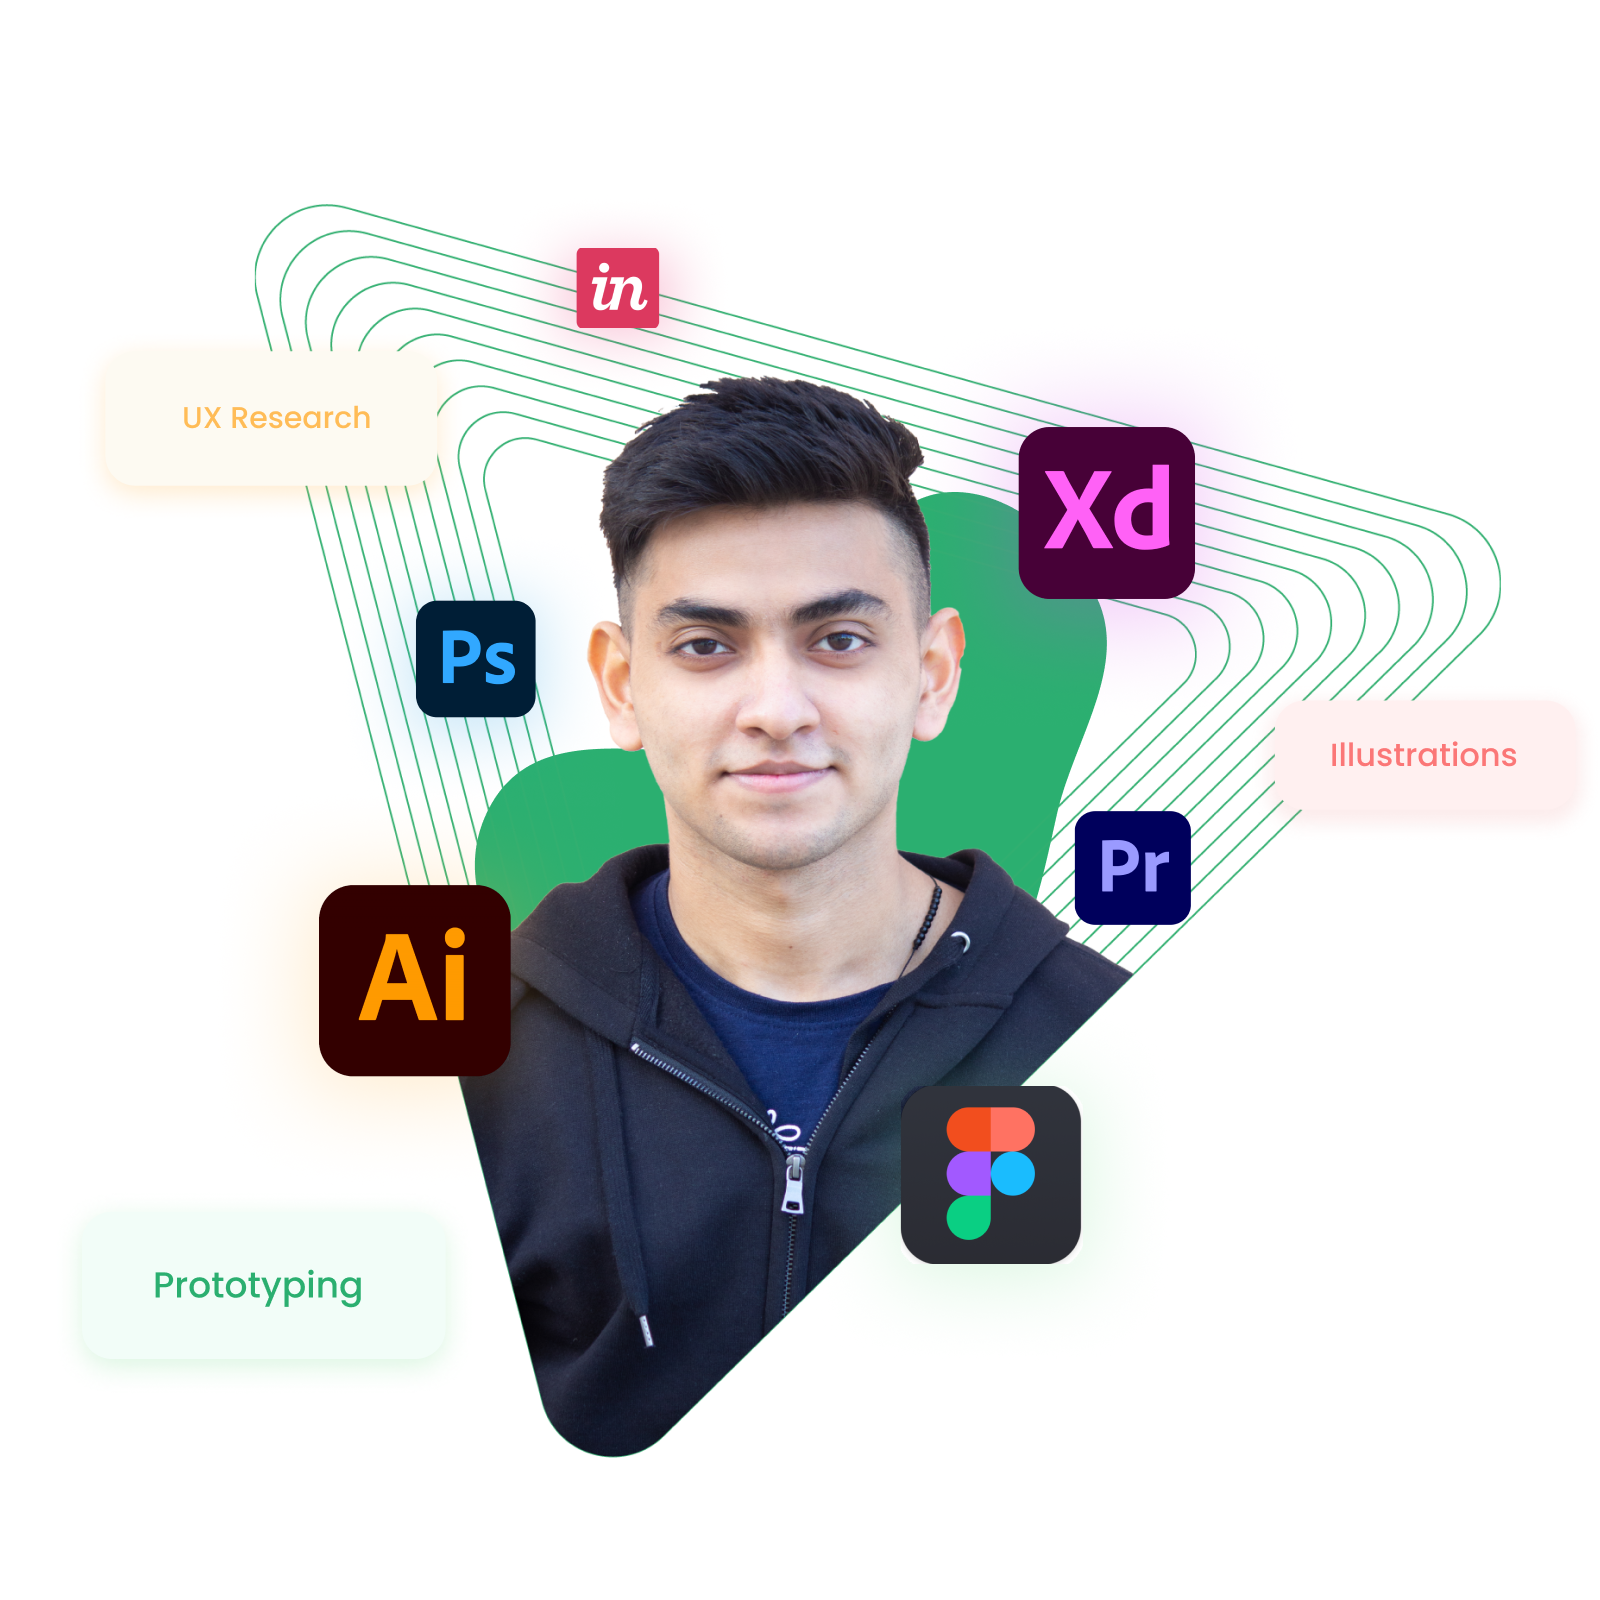 in
UX Research
Xd
Ps
Illustrations
Pr
Ai
Prototyping